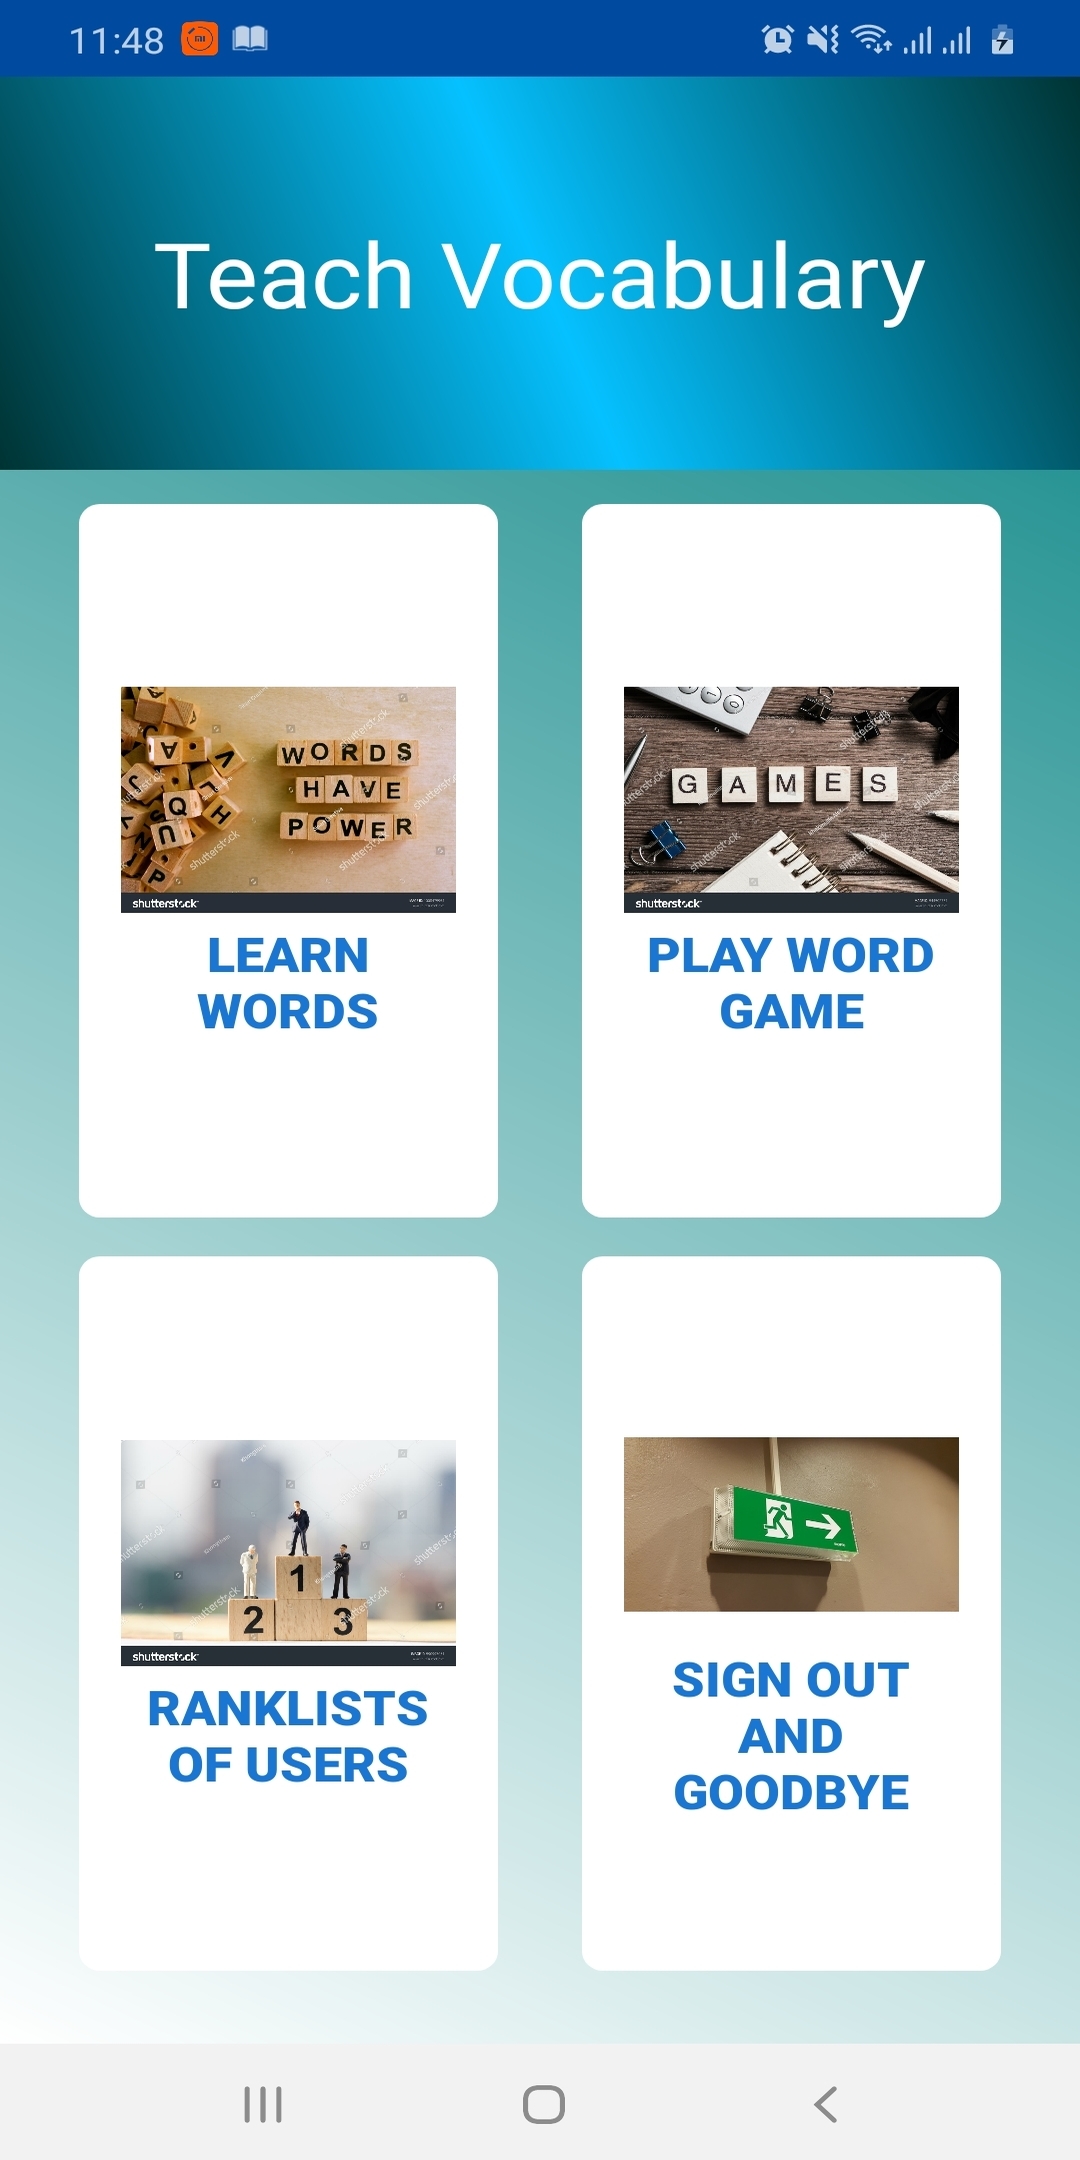 11:48
Teach Vocabulary
WORDS
HAVE
POWER
shutterstock
LEARN
WORDS
GAMES
shutterstock
PLAY WORD
GAME
1
2 3
shutterstock
RANKLISTS
OF USERS
SIGN OUT
AND
GOODBYE